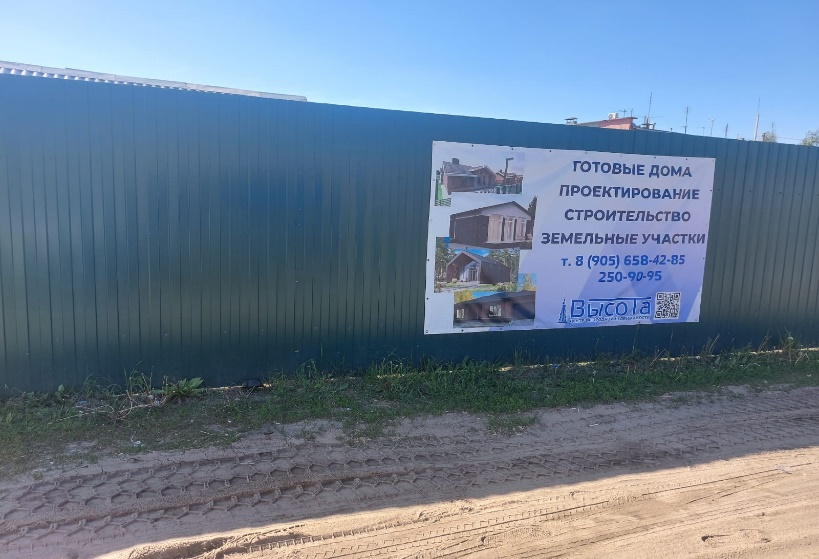 ГОТОВЫЕ ДОМА
ПРОЕКТИРОВАНИЕ
СТРОИТЕЛЬСТВО
ЗЕМЕЛЬНЫЕ УЧАСТКИ
т. 8 (905) 658-42-85
250-90-95
Высота